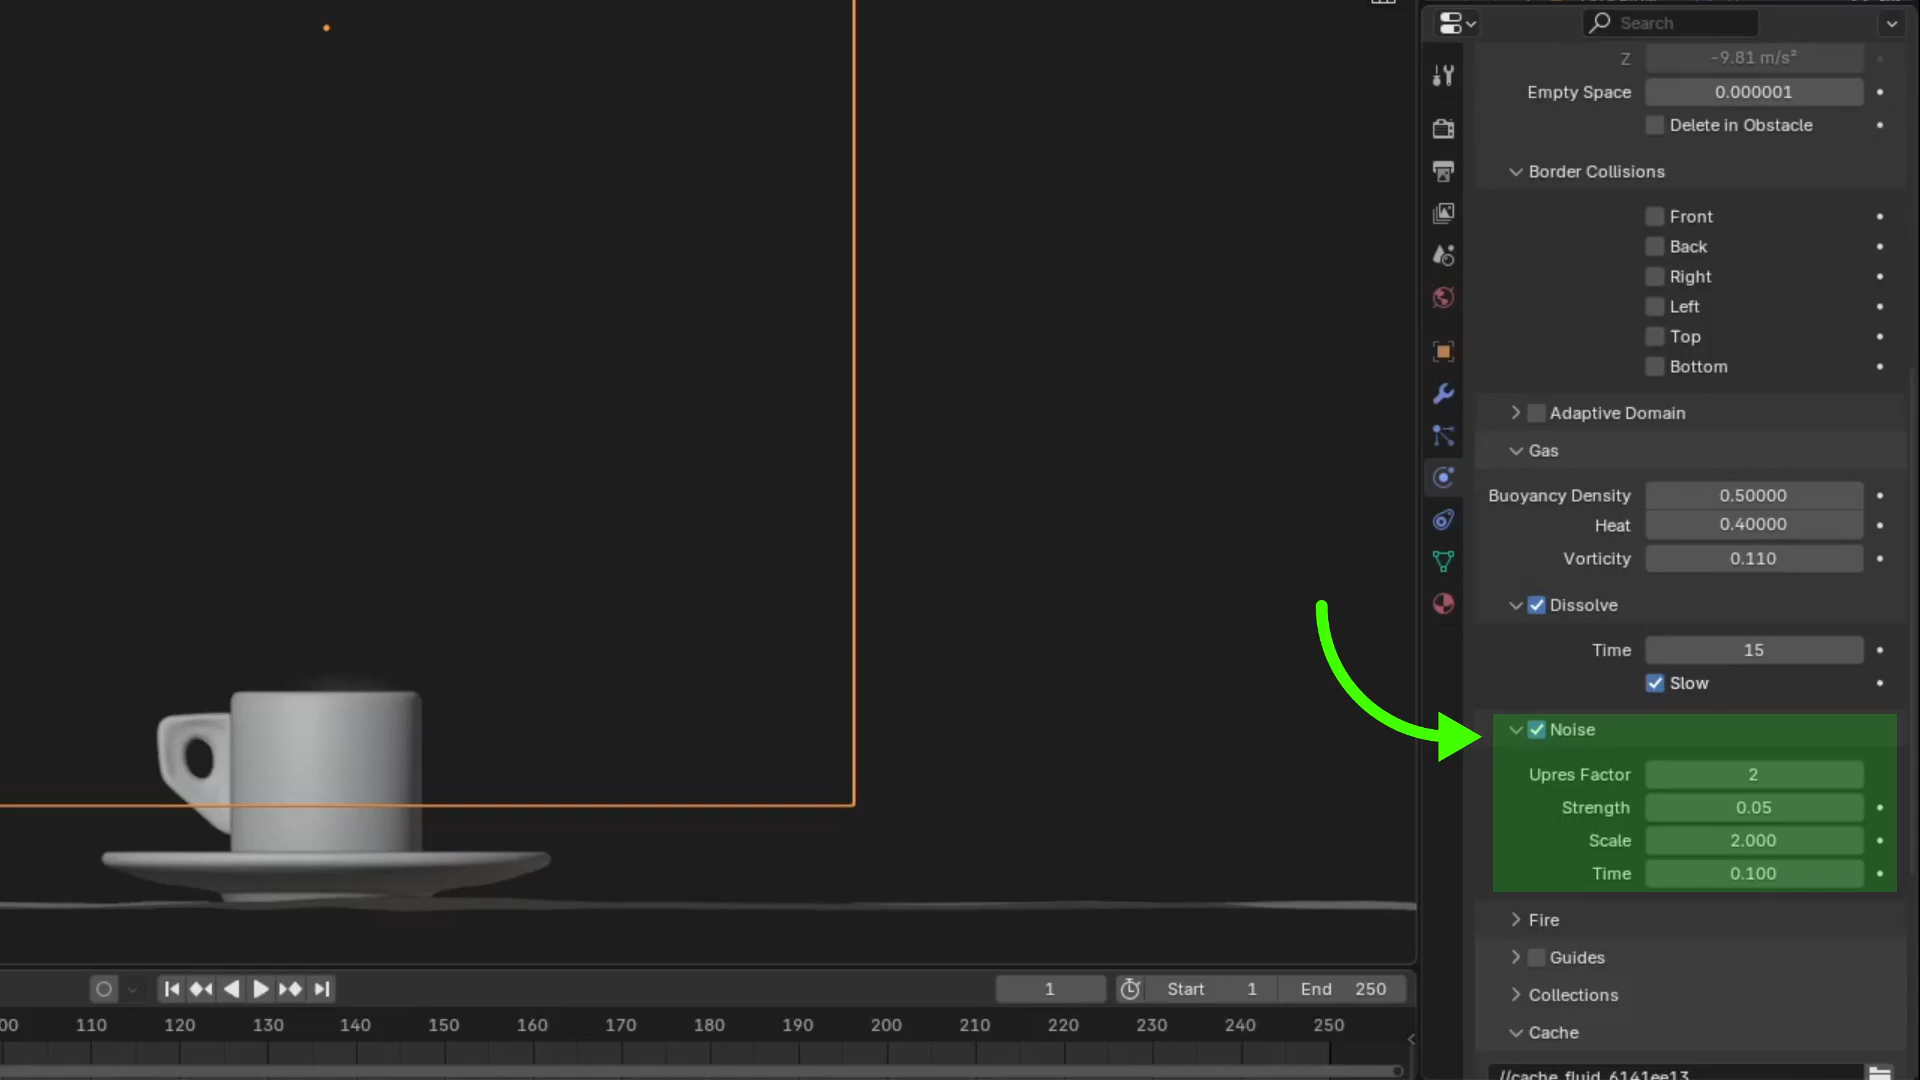 Search
Z -9.81 m/s²
Empty Space 0.000001
Delete in Obstacle
Border Collisions
Front
Back
Right
Left
Top
Bottom
Adaptive Domain
Gas
Buoyancy Density 0.50000
Heat 0.40000
Vorticity 0.110
Dissolve
Time 15
Slow
Noise
Upres Factor 2
Strength 0.05
Scale 2.000
Time 0.100
Fire
Guides
Collections
Cache
//cache_fluid_6141ee13
1 Start 1 End 250
00 110 120 130 140 150 160 170 180 190 200 210 220 230 240 250